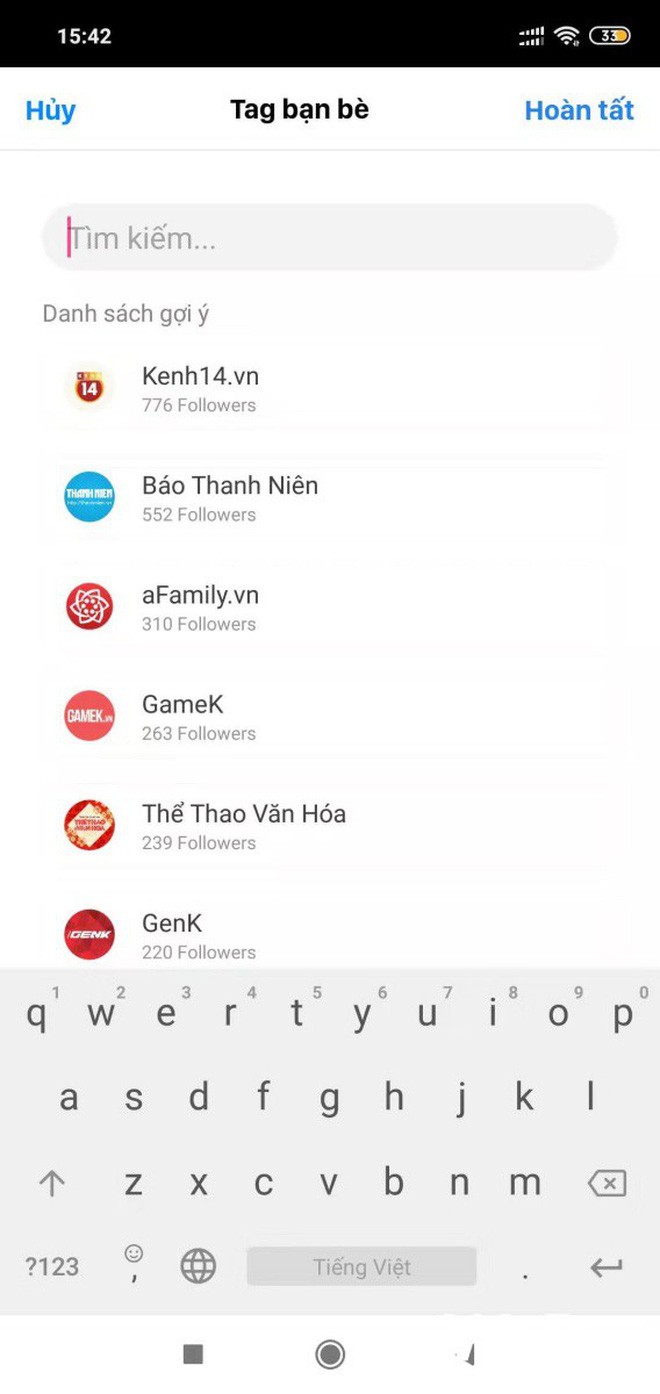 15:42
33
Hủy
Tag bạn bè
Hoàn tất
Tìm kiếm...
Danh sách gợi ý
14
Kenh14.vn
776 Followers
THANH NIEN
Báo Thanh Niên
552 Followers
aFamily.vn
310 Followers
GAMEK.VN
GameK
263 Followers
Thể Thao Văn Hóa
239 Followers
GENK
GenK
220 Followers
1 2 3 4 5 6 7 8 9 0
q w e r t y u i o p
a s d f g h j k l
z x c v b n m
?123 , Tiếng Việt .